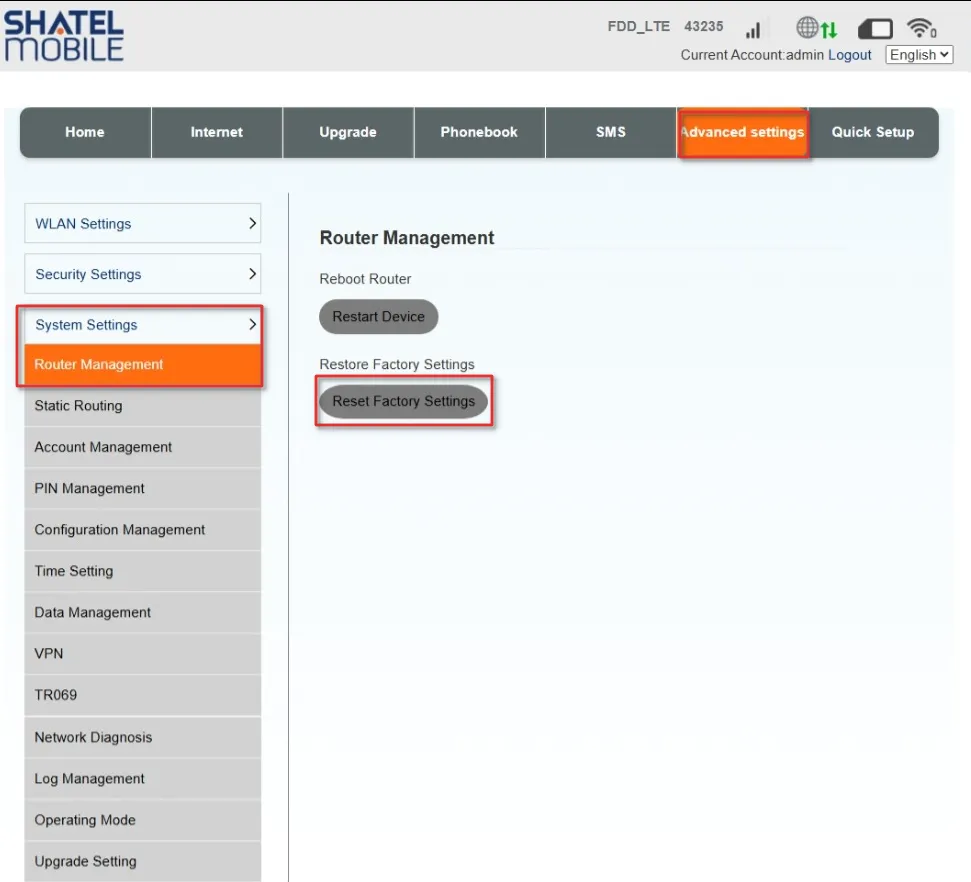 SHATEL
MOBILE
FDD_LTE 43235
0
Current Account:admin Logout English
Home Internet Upgrade Phonebook SMS Advanced settings Quick Setup
WLAN Settings
Security Settings
System Settings
Router Management
Static Routing
Account Management
PIN Management
Configuration Management
Time Setting
Data Management
VPN
TR069
Network Diagnosis
Log Management
Operating Mode
Upgrade Setting
Router Management
Reboot Router
Restart Device
Restore Factory Settings
Reset Factory Settings